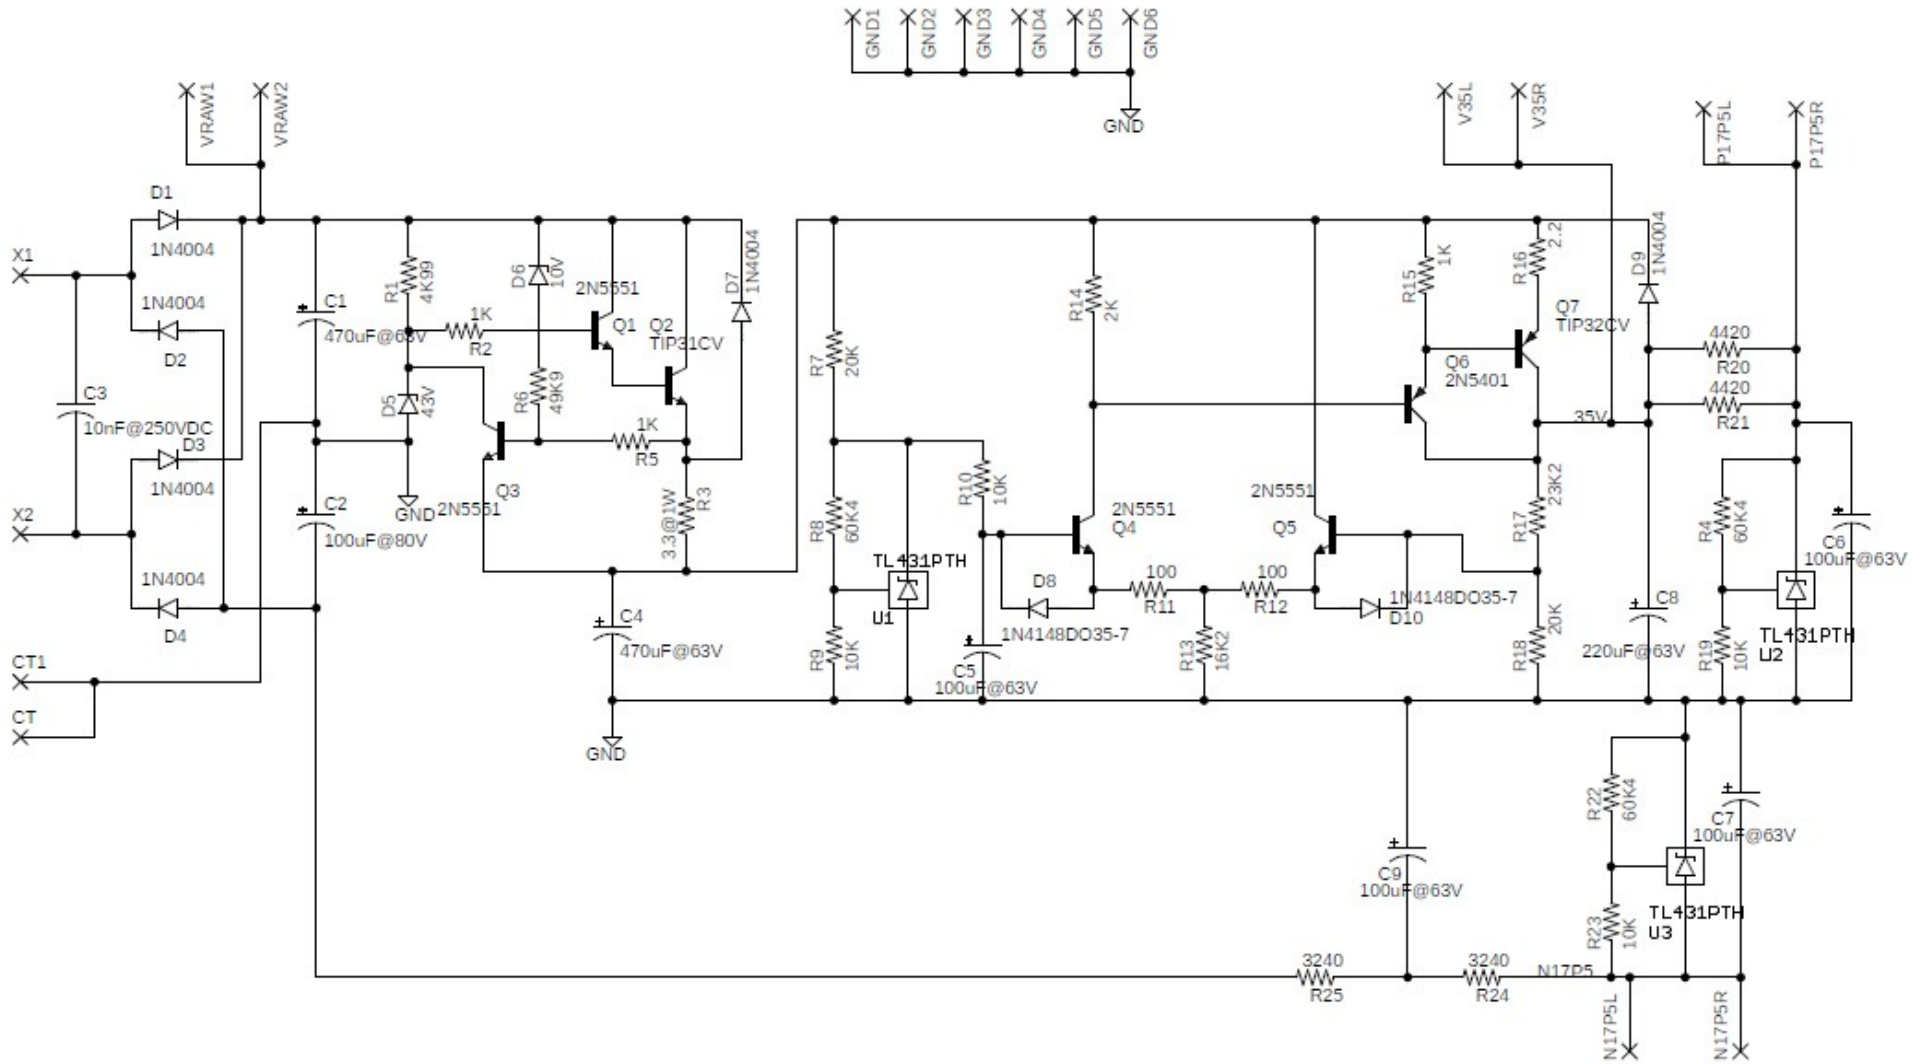 GND1
GND2
GND3
GND4
GND5
GND6
GND
VRAW1
VRAW2
V35L
V35R
P17P5L
P17P5R
D1
1N4004
X1
1N4004
D2
C3
10nF@250VDC
D3
1N4004
X2
1N4004
D4
CT1
CT
C1
470uF@63V
C2
100uF@80V
R1
4K99
1K
R2
D5
43V
GND
D6
10V
R6
49K9
2N5551
Q1
Q2
TIP31CV
D7
1N4004
1K
R5
2N5551
Q3
R3
3.3@1W
C4
470uF@63V
GND
R7
20K
R8
60K4
R9
10K
TL431PTH
U1
R10
10K
C5
100uF@63V
R14
2K
2N5551
Q4
D8
1N4148DO35-7
100
R11
R13
16K2
100
R12
2N5551
Q5
1N4148DO35-7
D10
R15
1K
R16
2.2
Q6
2N5401
Q7
TIP32CV
35V
R17
23K2
R18
20K
D9
1N4004
4420
R20
4420
R21
C8
220uF@63V
R4
60K4
R19
10K
TL431PTH
U2
C6
100uF@63V
C9
100uF@63V
R22
60K4
R23
10K
TL431PTH
U3
C7
100uF@63V
3240
R25
3240
R24
N17P5
N17P5L
N17P5R